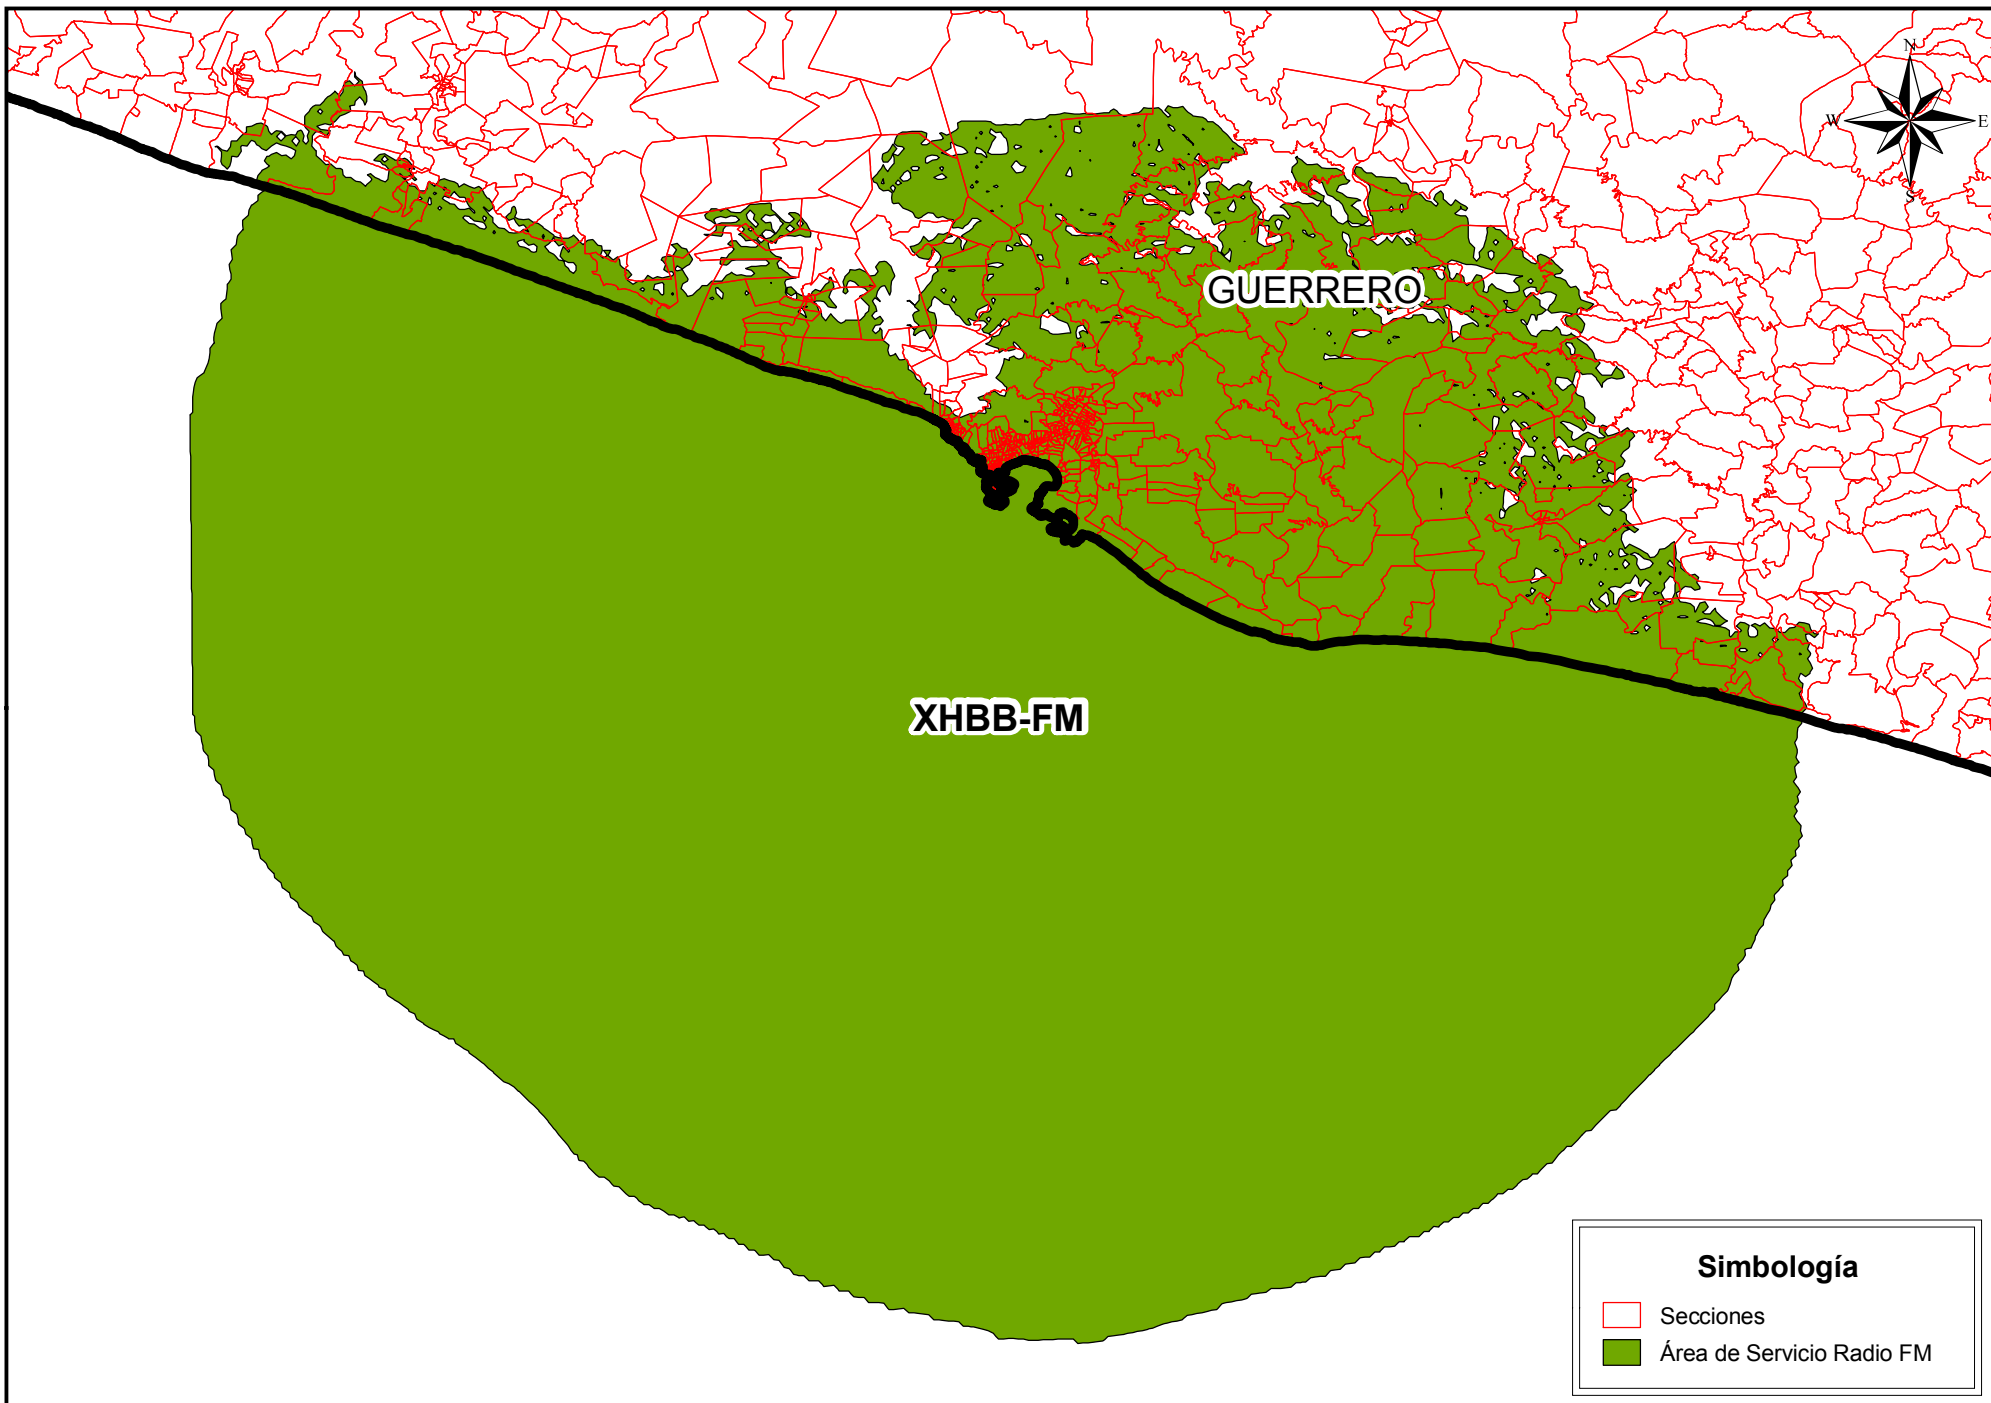 N
W
E
S
GUERRERO
XHBB-FM
Simbología
Secciones
Área de Servicio Radio FM